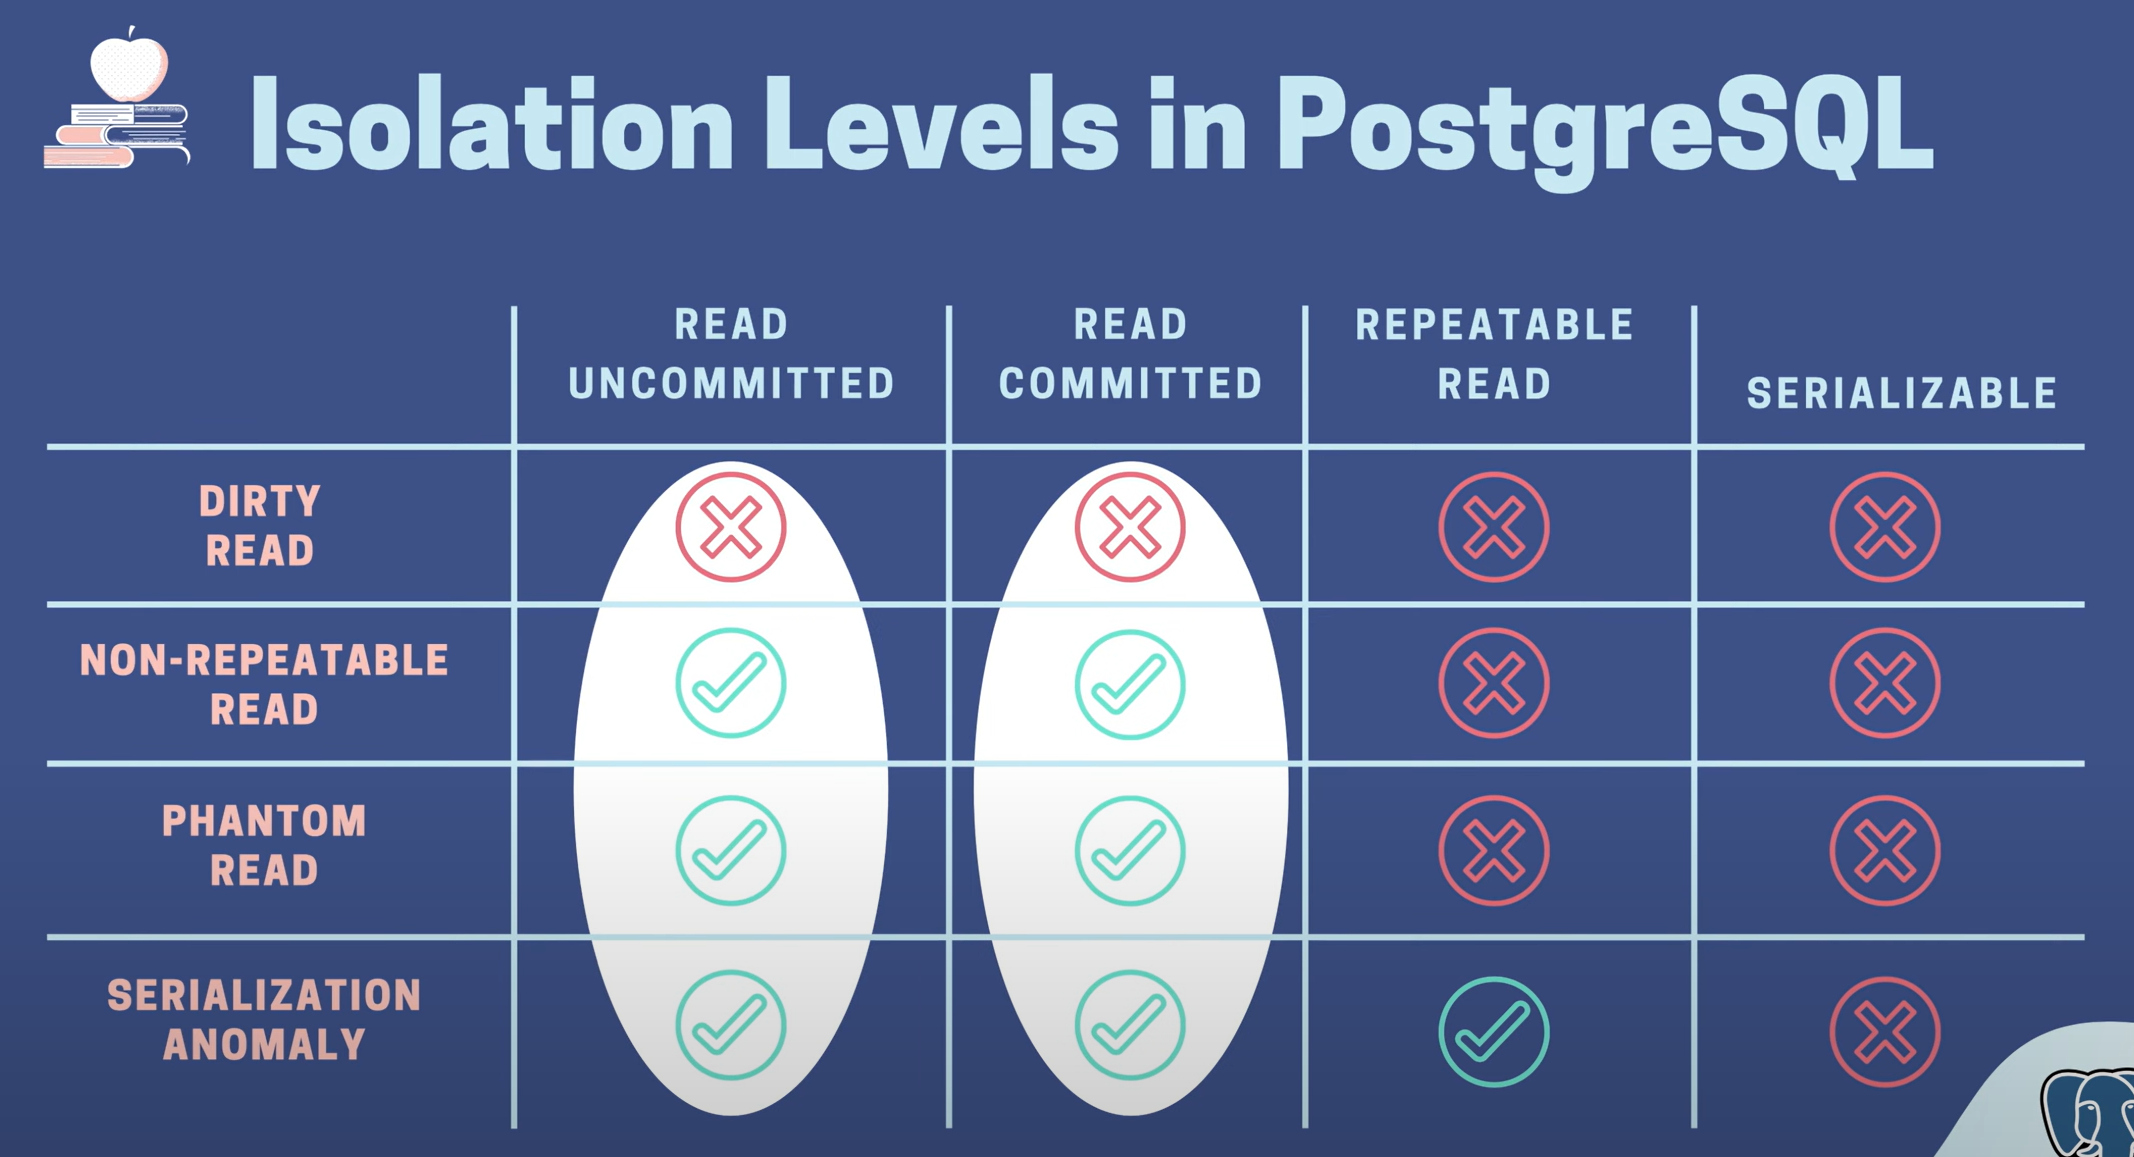 Isolation Levels in PostgreSQL
READ
UNCOMMITTED
READ
COMMITTED
REPEATABLE
READ
SERIALIZABLE
DIRTY
READ
NON-REPEATABLE
READ
PHANTOM
READ
SERIALIZATION
ANOMALY